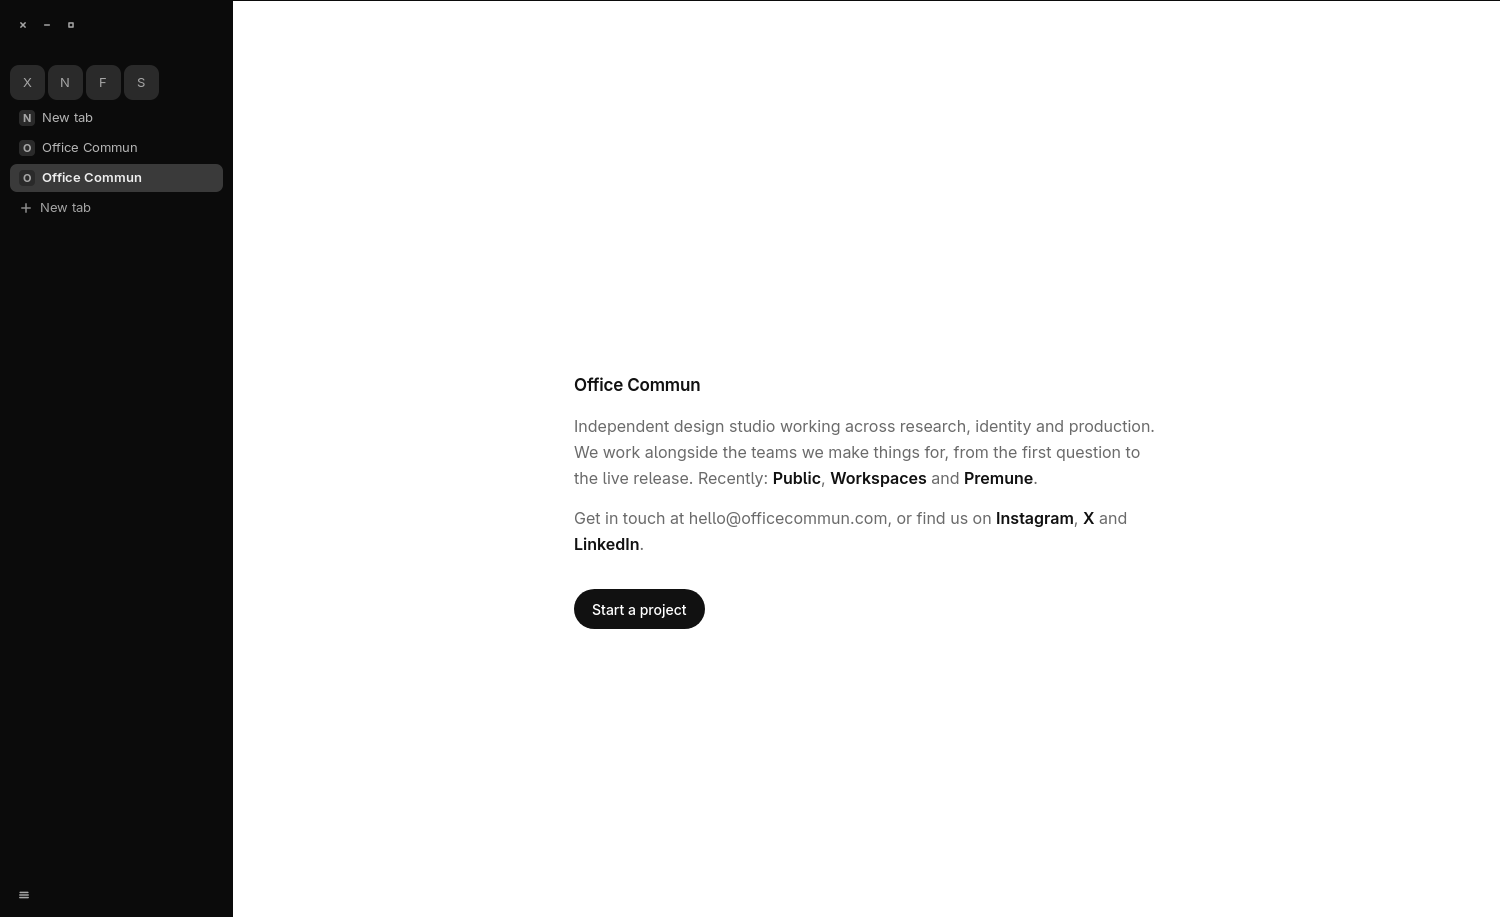 X N F S
N New tab
O Office Commun
O Office Commun
New tab
Office Commun
Independent design studio working across research, identity and production.
We work alongside the teams we make things for, from the first question to
the live release. Recently: Public, Workspaces and Premune.
Get in touch at hello@officecommun.com, or find us on Instagram, X and
LinkedIn.
Start a project